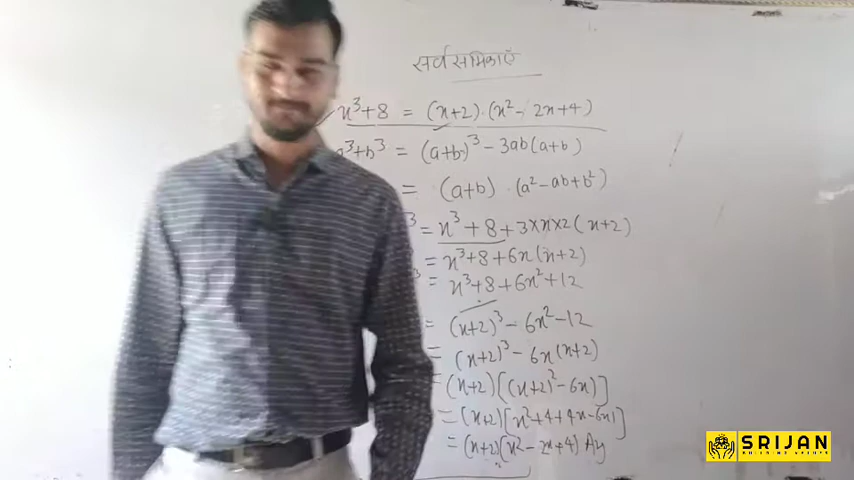 सर्वसमिकाएँ
x³+8 = (x+2)·(x²-2x+4)
a³+b³ = (a+b)³-3ab(a+b)
= (a+b)·(a²-ab+b²)
³ = x³+8+3×x×2(x+2)
= x³+8+6x(x+2)
³ = x³+8+6x²+12
= (x+2)³-6x²-12
= (x+2)³-6x(x+2)
= (x+2)[(x+2)²-6x)]
= (x+2)[x²+4+4x-6x]
= (x+2)[x²-2x+4) Ay
SRIJAN